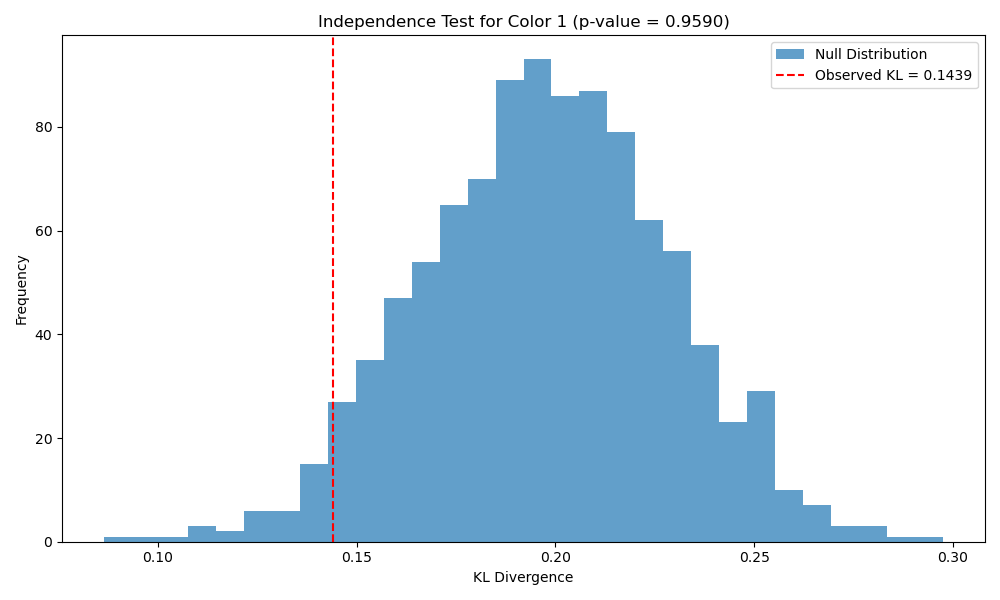 Independence Test for Color 1 (p-value = 0.9590)
Null Distribution
Observed KL = 0.1439
Frequency
80
60
40
20
0
0.10 0.15 0.20 0.25 0.30
KL Divergence